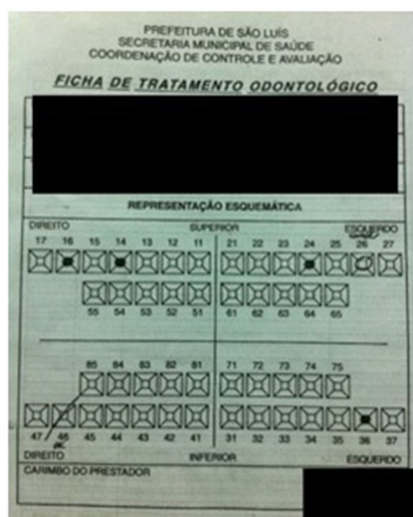 PREFEITURA DE SÃO LUÍS
SECRETARIA MUNICIPAL DE SAÚDE
COORDENAÇÃO DE CONTROLE E AVALIAÇÃO
FICHA DE TRATAMENTO ODONTOLÓGICO
REPRESENTAÇÃO ESQUEMÁTICA
DIREITO SUPERIOR ESQUERDO
17 16 15 14 13 12 11 21 22 23 24 25 26 27
55 54 53 52 51 61 62 63 64 65
85 84 83 82 81 71 72 73 74 75
47 46 45 44 43 42 41 31 32 33 34 35 36 37
DIREITO INFERIOR ESQUERDO
CARIMBO DO PRESTADOR